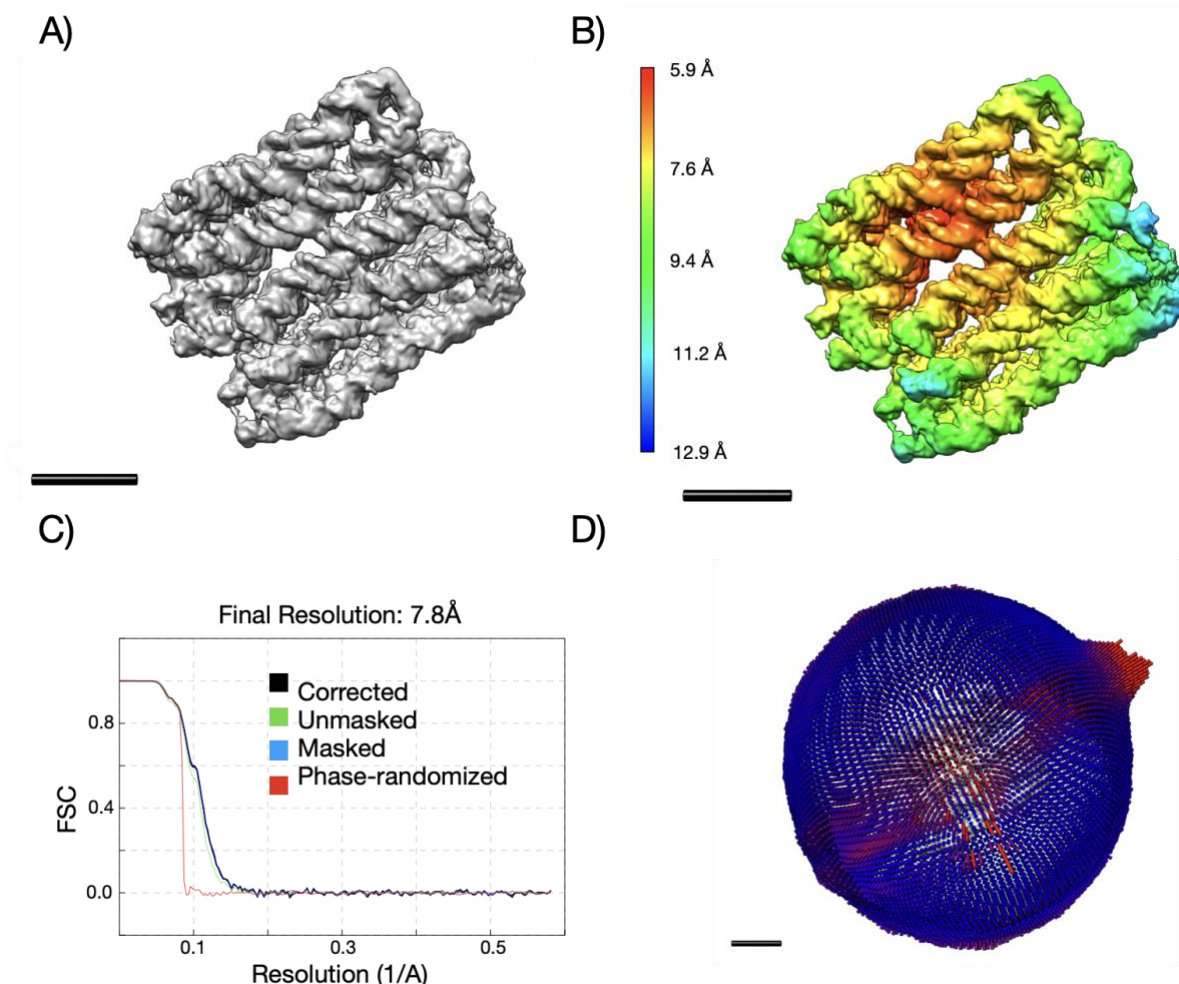 A)
B)
5.9 Å
7.6 Å
9.4 Å
11.2 Å
12.9 Å
C)
D)
Final Resolution: 7.8Å
Corrected
Unmasked
Masked
Phase-randomized
FSC
0.8
0.4
0.0
0.1
0.3
0.5
Resolution (1/A)